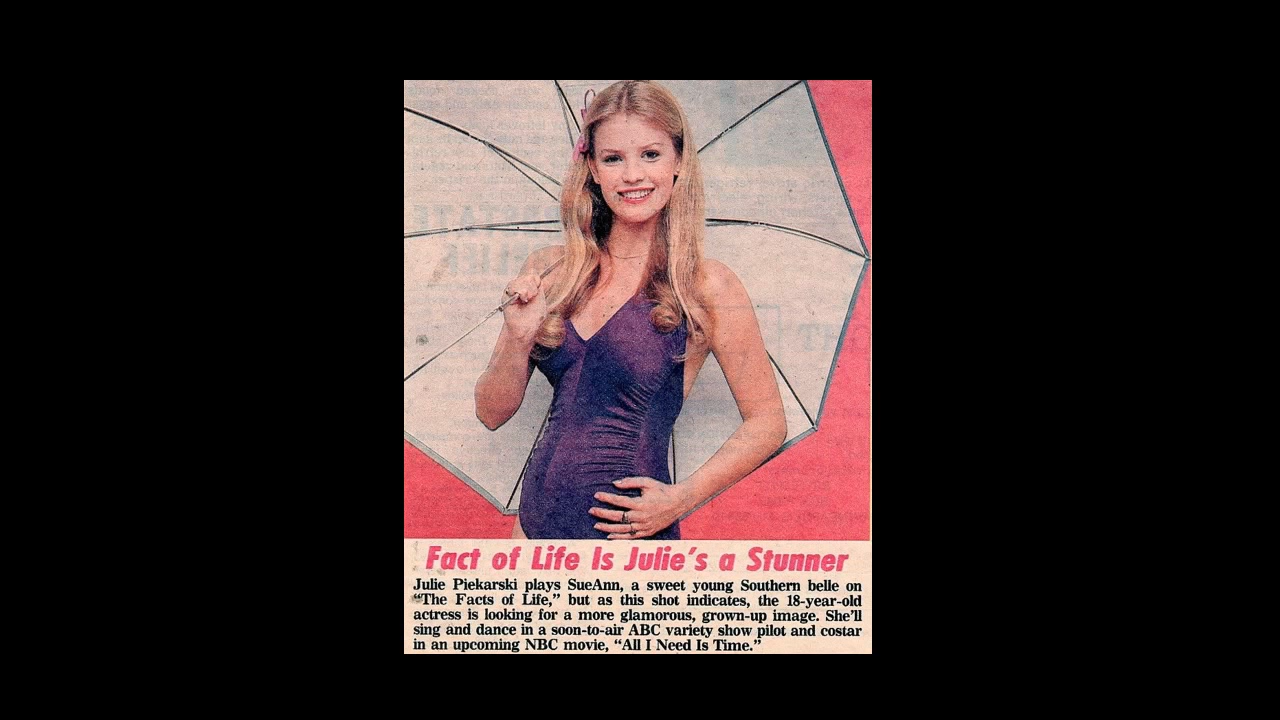 Fact of Life Is Julie's a Stunner
Julie Piekarski plays SueAnn, a sweet young Southern belle on
“The Facts of Life,” but as this shot indicates, the 18-year-old
actress is looking for a more glamorous, grown-up image. She'll
sing and dance in a soon-to-air ABC variety show pilot and costar
in an upcoming NBC movie, “All I Need Is Time.”